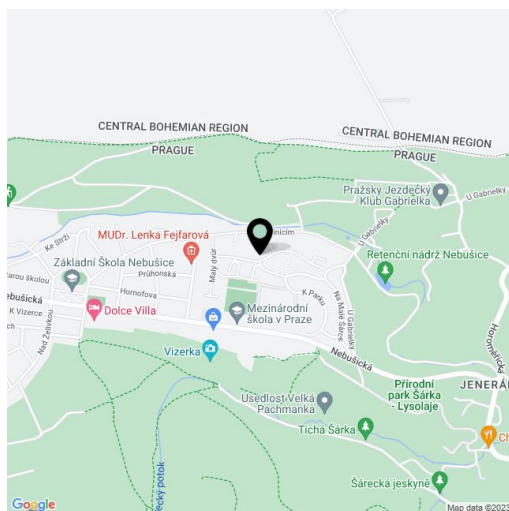 CENTRAL BOHEMIAN REGION
PRAGUE
CENTRAL BOHEMIAN REGION
PRAGUE
Pražský Jezdecký
Klub Gabrielka
U Gabrielky
U Gabrielky
MUDr. Lenka Fejfarová
Ke Strži
Malý dvůr
Základní Škola Nebušice
Retenční nádrž Nebušice
Průhonská
Hornofova
K Parku
Na Malé Šárce
U Gabrielky
K Vizerce
Dolce Villa
Mezinárodní
škola v Praze
Nad Želivkou
Nebušická
Horoměřická
Vizerka
Přírodní
park Šárka
- Lysolaje
JENERÁL
Usedlost Velká
Pachmanka
Tichá Šárka
Šárecká jeskyně
Google
Map data ©2023